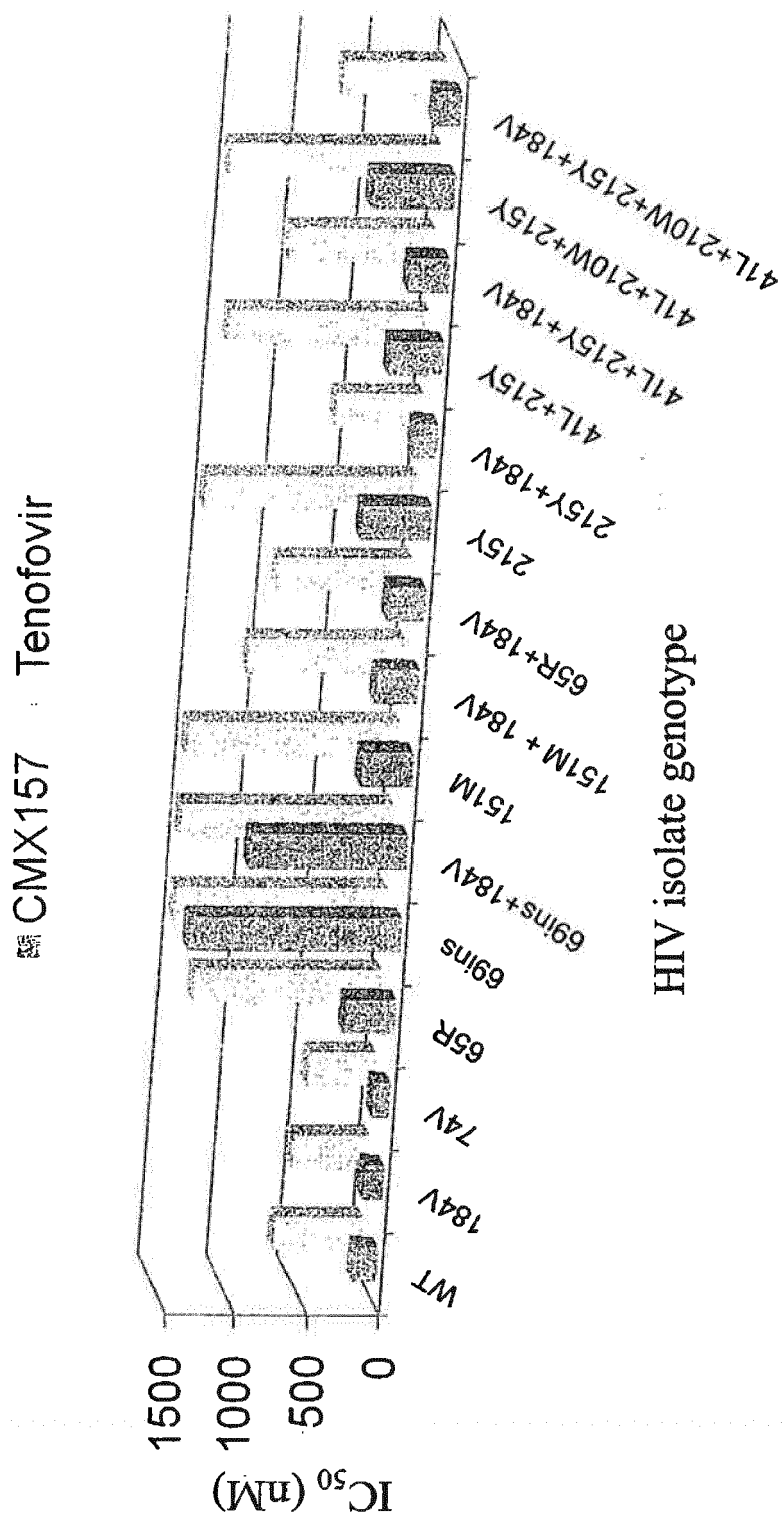 CMX157 Tenofovir
1500
1000
500
0
IC50 (nM)
WT
184V
74V
65R
69ins
69ins+184V
151M
151M + 184V
65R+184V
215Y
215Y+184V
41L+215Y
41L+215Y+184V
41L+210W+215Y
41L+210W+215Y+184V
HIV isolate genotype